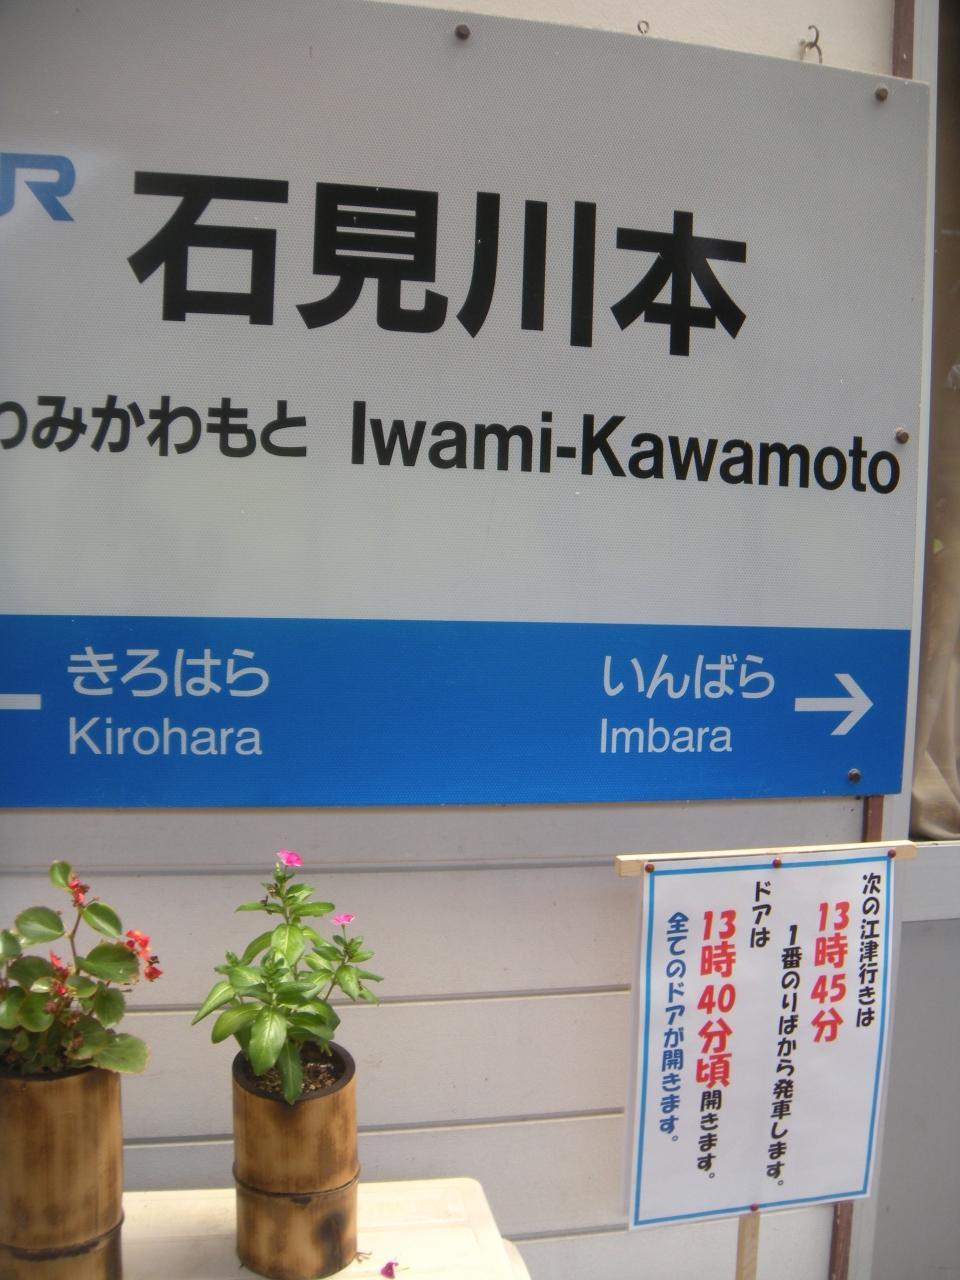 JR 石見川本
わみかわもと Iwami-Kawamoto
きろはら
Kirohara
いんばら
Imbara
次の江津行きは
13時45分
1番のりばから発車します。
ドアは
13時40分頃開きます。
全てのドアが開きます。